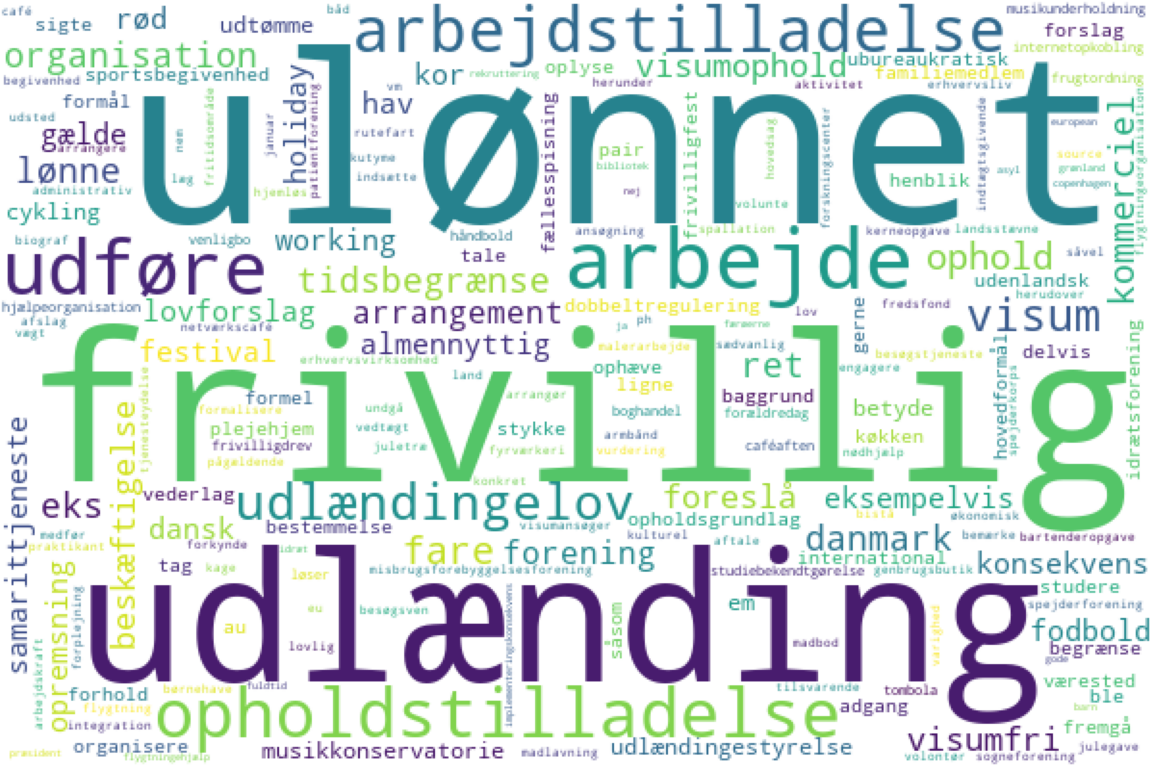 café
sigte
rød
udtømme
arbejdstilladelse
musikunderholdning
forslag
organisation
internetopkobling
begivenhed
sportsbegivenhed
kor
rekruttering
oplyse
visumophold
ubureaukratisk
familiemedlem
frugtordning
formål
holiday
vm
hav
herunder
aktivitet
erhvervsliv
ulønnet
udsted
gælde
arrangere
nem
fritidsområde
januar
patientforening
rutefart
fællesspisning
pair
frivilligfest
hovedsag
forskningscenter
indtægtsgivende
european
kommerciel
flygtningeorganisation
lønne
kutyme
bibliotek
source
grønland
administrativ
læg
hjemløs
indsætte
nej
henblik
asyl
copenhagen
cykling
volunte
biograf
venligbo
working
håndbold
ansøgning
spallation
kerneopgave
landsstævne
såvel
udføre
tale
arbejde
ophold
tidsbegrænse
udenlandsk
herudover
hjælpeorganisation
lovforslag
arrangement
dobbeltregulering
gerne
fredsfond
visum
afslag
vægt
netværkscafé
ja
ph
færøerne
lov
festival
almennyttig
malerarbejde
sædvanlig
besøgstjeneste
hovedformål
delvis
idrætsforening
erhvervsvirksomhed
land
ophæve
ret
engagere
frivillig
tjenesteydelse
formel
arrangør
ligne
baggrund
spejderkorps
formalisere
undgå
boghandel
forældredag
betyde
samarittjeneste
beskæftigelse
plejehjem
vedtægt
stykke
armbånd
køkken
frivilligdrev
juletræ
fyrværkeri
vurdering
caféaften
nødhjælp
pågældende
konkret
eks
vederlag
udlændingelov
foreslå
eksempelvis
dansk
bestemmelse
visumansøger
opholdsgrundlag
bistå
økonomisk
bartenderopgave
medfør
praktikant
forkynde
idræt
fare
forening
kulturel
aftale
danmark
bemærke
international
konsekvens
tag
kage
løser
misbrugsforebyggelsesforening
studiebekendtgørelse
genbrugsbutik
studere
udlænding
opremsning
forplejning
au
eu
besøgsven
implementeringskonsekvens
såsom
em
varighed
spejderforening
fodbold
arbejdskraft
lovlig
madbod
begrænse
gode
forhold
børnehave
fuldtid
tilsvarende
tombola
værested
flygtning
opholdstilladelse
adgang
ble
barn
integration
fremgå
præsident
organisere
musikkonservatorie
madlavning
udlændingestyrelse
visumfri
julegave
flygtningehjælp
volontør
sogneforening
båd